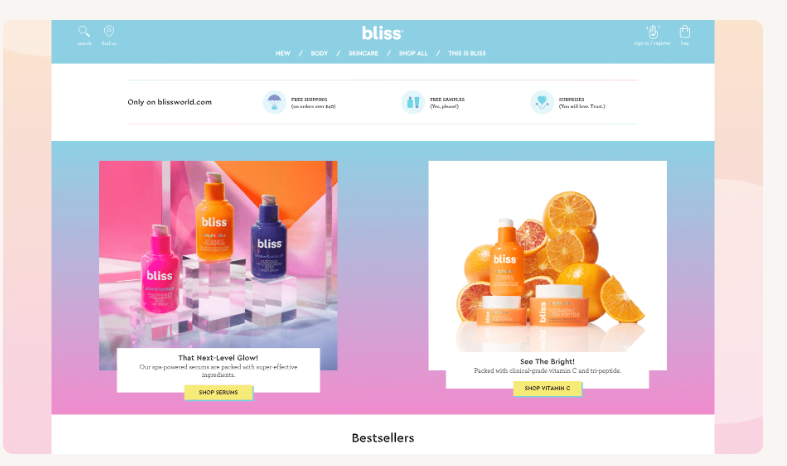 bliss
search
find us
sign in / register
bag
NEW / BODY / SKINCARE / SHOP ALL / THIS IS BLISS
Only on blissworld.com
FREE SHIPPING
(on orders over $40)
FREE SAMPLES
(Yes, please!)
SURPRISES
(You will love. Trust.)
bliss
bliss
bliss
bliss
bliss
bliss
That Next-Level Glow!
Our spa-powered serums are packed with super-effective
ingredients.
SHOP SERUMS
See The Bright!
Packed with clinical-grade vitamin C and tri-peptide.
SHOP VITAMIN C
Bestsellers